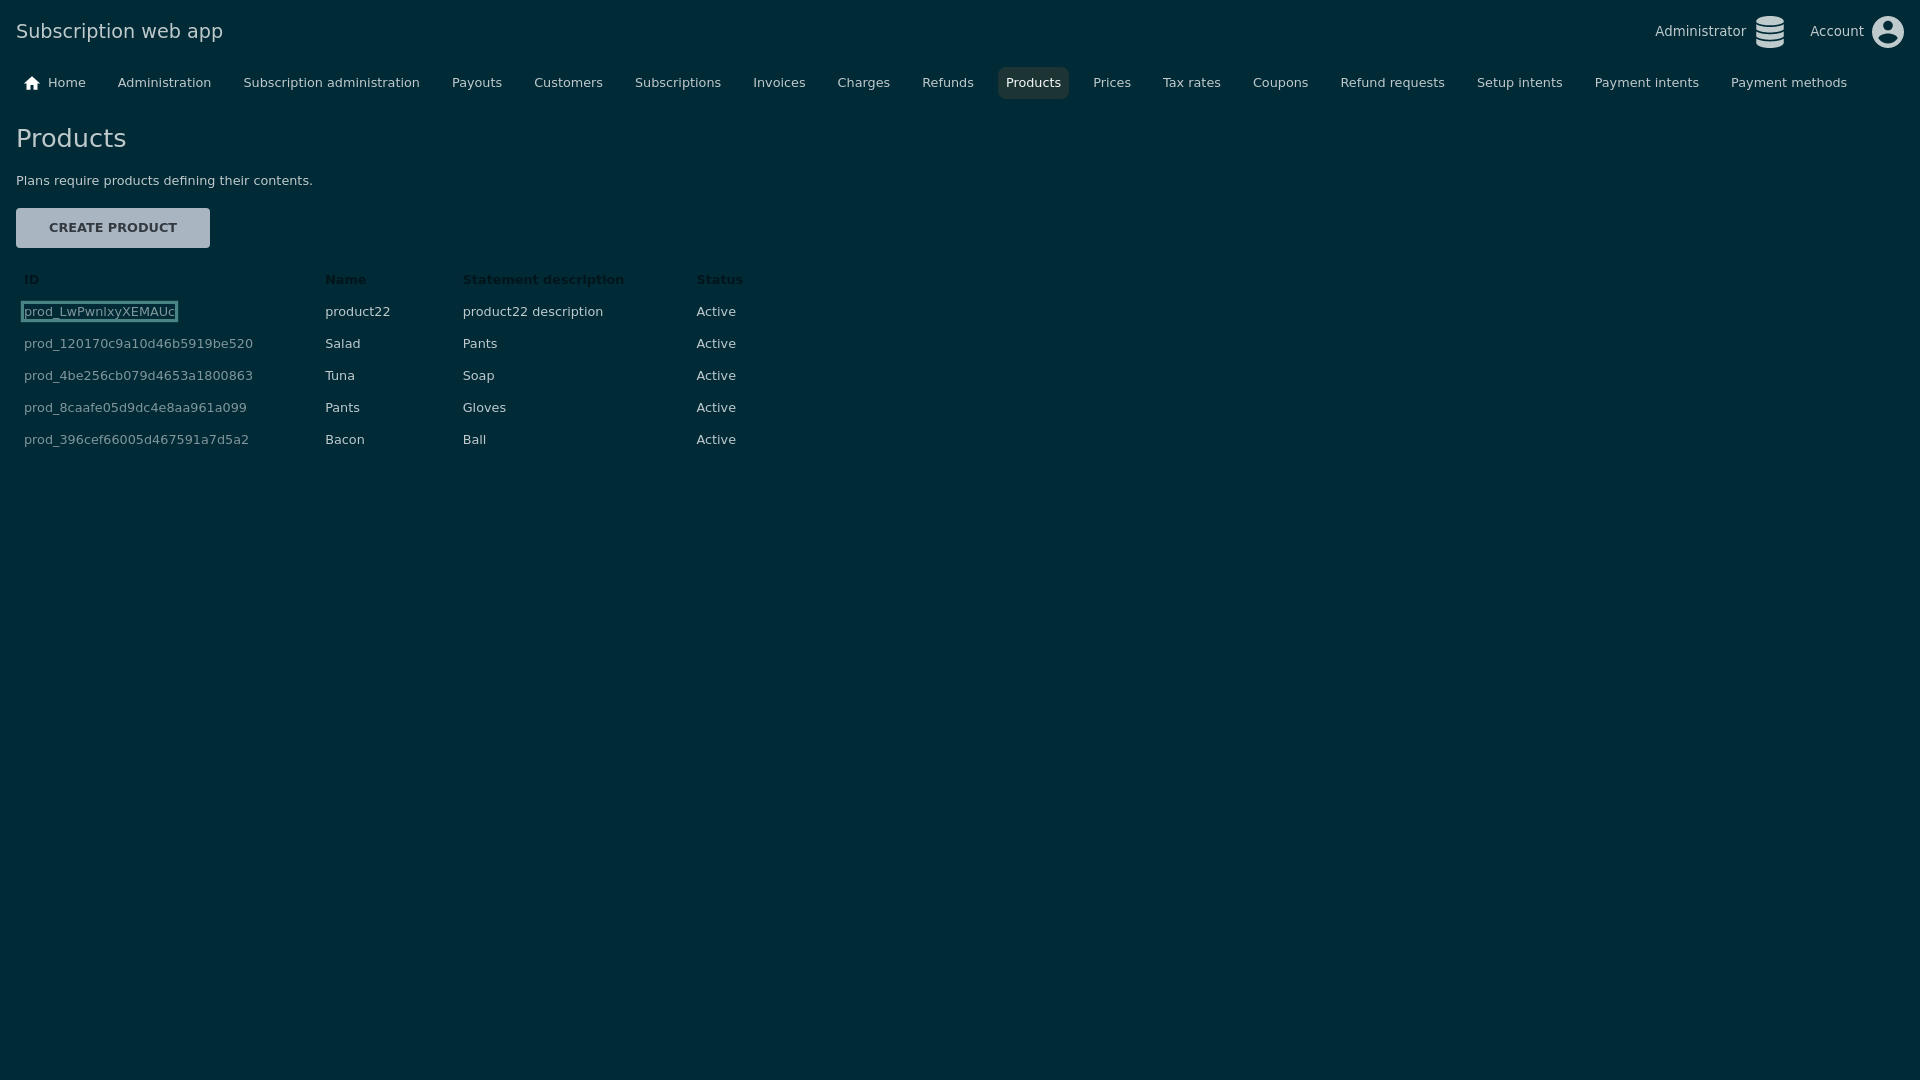 Subscription web app
Administrator Account
Home Administration Subscription administration Payouts Customers Subscriptions Invoices Charges Refunds Products Prices Tax rates Coupons Refund requests Setup intents Payment intents Payment methods
Products
Plans require products defining their contents.
CREATE PRODUCT
ID Name Statement description Status
prod_LwPwnlxyXEMAUc product22 product22 description Active
prod_120170c9a10d46b5919be520 Salad Pants Active
prod_4be256cb079d4653a1800863 Tuna Soap Active
prod_8caafe05d9dc4e8aa961a099 Pants Gloves Active
prod_396cef66005d467591a7d5a2 Bacon Ball Active